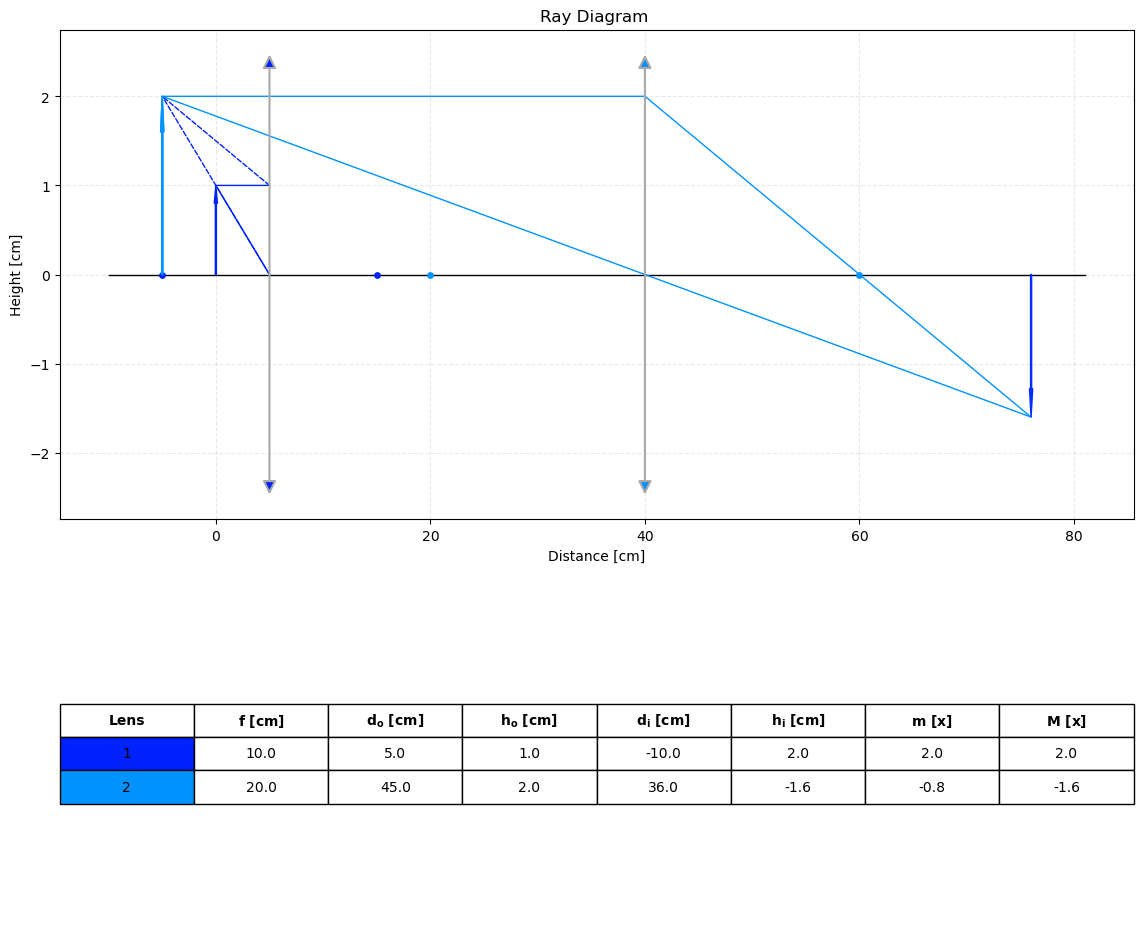 Ray Diagram
2
1
0
−1
−2
Height [cm]
0 20 40 60 80
Distance [cm]
Lens f [cm] dₒ [cm] hₒ [cm] dᵢ [cm] hᵢ [cm] m [x] M [x]
1 10.0 5.0 1.0 -10.0 2.0 2.0 2.0
2 20.0 45.0 2.0 36.0 -1.6 -0.8 -1.6